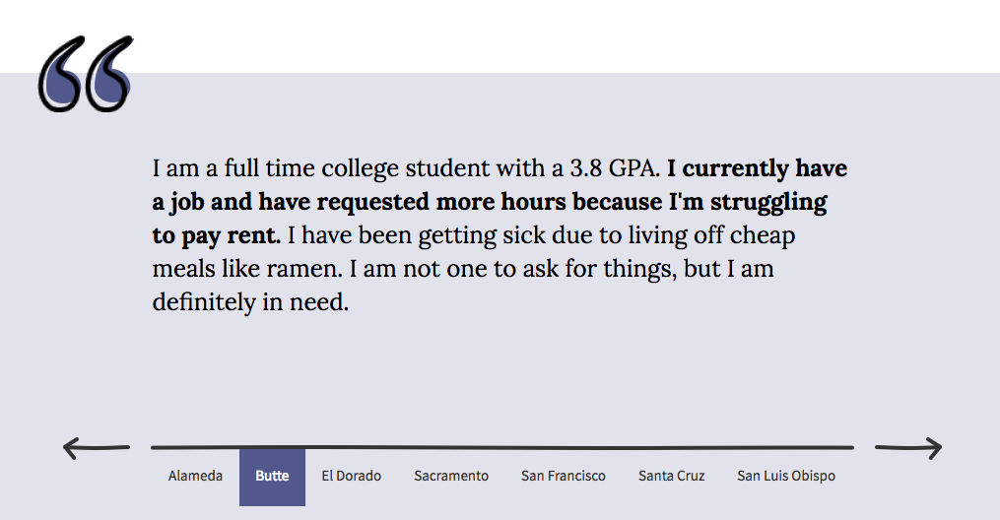 I am a full time college student with a 3.8 GPA. I currently have
a job and have requested more hours because I'm struggling
to pay rent. I have been getting sick due to living off cheap
meals like ramen. I am not one to ask for things, but I am
definitely in need.
Alameda Butte El Dorado Sacramento San Francisco Santa Cruz San Luis Obispo